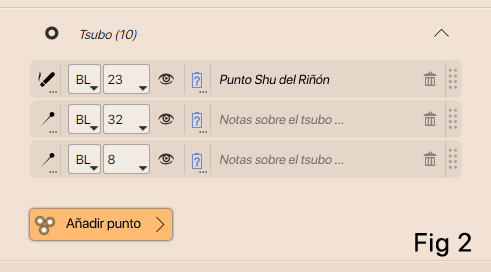 Tsubo (10)
BL 23 Punto Shu del Riñón
BL 32 Notas sobre el tsubo ...
BL 8 Notas sobre el tsubo ...
Añadir punto
Fig 2